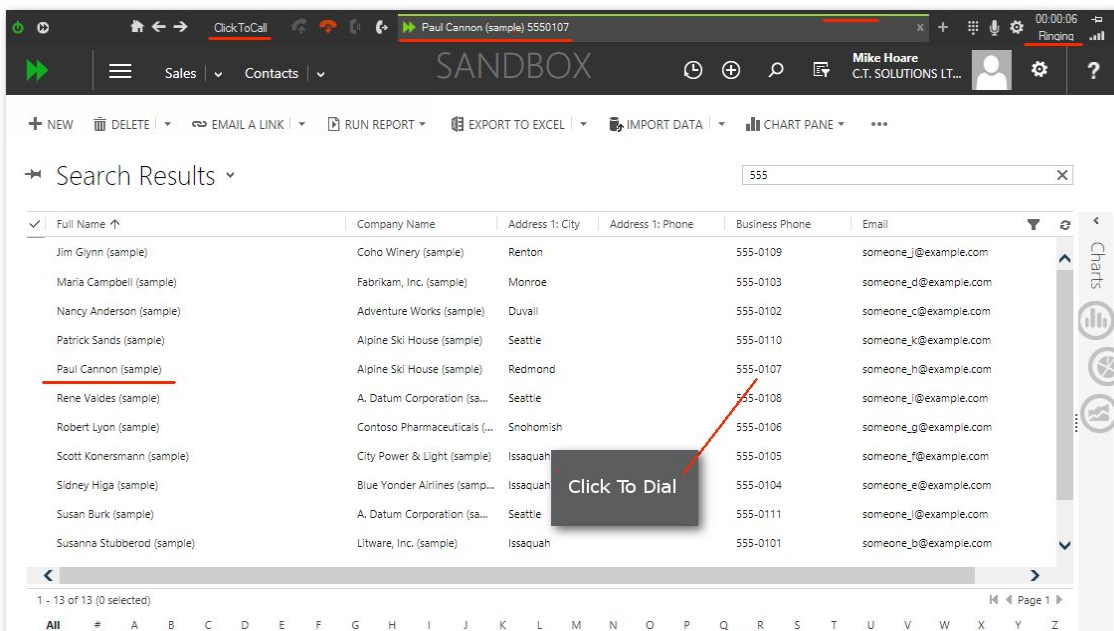 ClickToCall Paul Cannon (sample) 5550107 x + 00:00:06
Ringing
Sales Contacts SANDBOX Mike Hoare
C.T. SOLUTIONS LT... ?
+ NEW DELETE EMAIL A LINK RUN REPORT EXPORT TO EXCEL IMPORT DATA CHART PANE ...
Search Results 555
Full Name Company Name Address 1: City Address 1: Phone Business Phone Email
Jim Glynn (sample) Coho Winery (sample) Renton 555-0109 someone_j@example.com
Maria Campbell (sample) Fabrikam, Inc. (sample) Monroe 555-0103 someone_d@example.com
Nancy Anderson (sample) Adventure Works (sample) Duvall 555-0102 someone_c@example.com
Patrick Sands (sample) Alpine Ski House (sample) Seattle 555-0110 someone_k@example.com
Paul Cannon (sample) Alpine Ski House (sample) Redmond 555-0107 someone_h@example.com
Rene Valdes (sample) A. Datum Corporation (sa... Seattle 555-0108 someone_i@example.com
Robert Lyon (sample) Contoso Pharmaceuticals (... Snohomish 555-0106 someone_g@example.com
Scott Konersmann (sample) City Power & Light (sample) Issaquah 555-0105 someone_f@example.com
Sidney Higa (sample) Blue Yonder Airlines (samp... Issaquah 555-0104 someone_e@example.com
Susan Burk (sample) A. Datum Corporation (sa... Seattle 555-0111 someone_l@example.com
Susanna Stubberod (sample) Litware, Inc. (sample) Issaquah 555-0101 someone_b@example.com
Click To Dial
Charts
1 - 13 of 13 (0 selected) Page 1
All # A B C D E F G H I J K L M N O P Q R S T U V W X Y Z